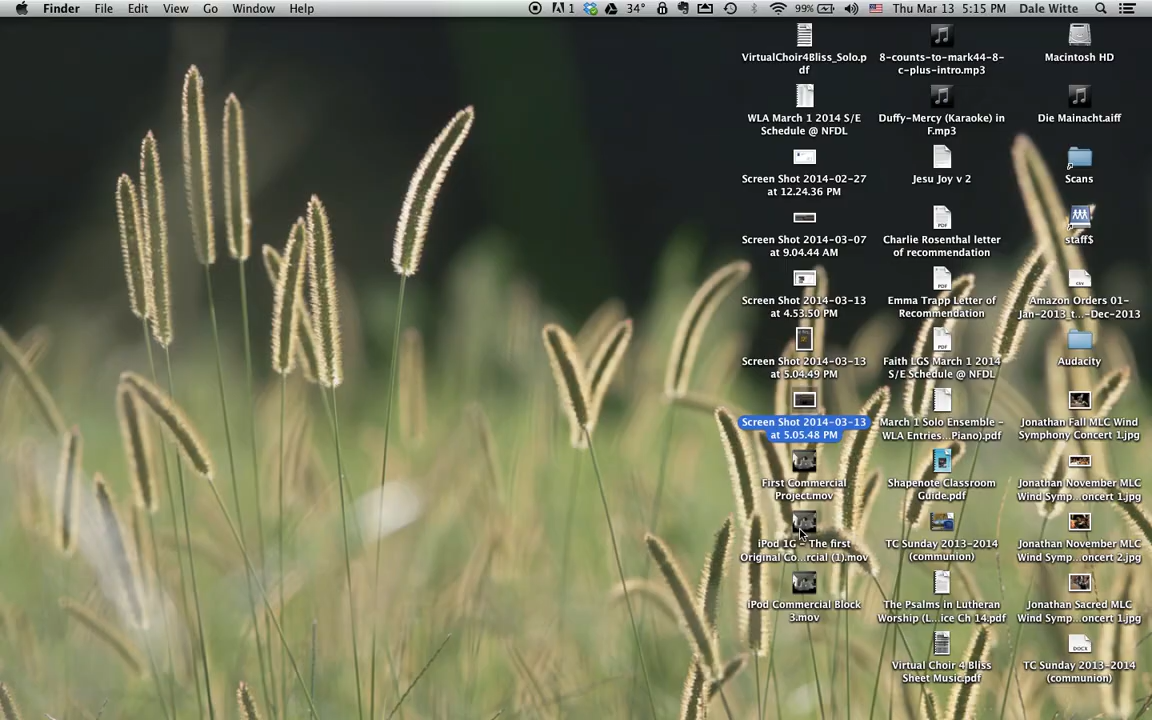 Finder File Edit View Go Window Help
1 34° 99% Thu Mar 13 5:15 PM Dale Witte
VirtualChoir4Bliss_Solo.p
df
WLA March 1 2014 S/E
Schedule @ NFDL
Screen Shot 2014-02-27
at 12.24.36 PM
Screen Shot 2014-03-07
at 9.04.44 AM
Screen Shot 2014-03-13
at 4.53.50 PM
Screen Shot 2014-03-13
at 5.04.49 PM
Screen Shot 2014-03-13
at 5.05.48 PM
First Commercial
Project.mov
iPod 1G - The first
Original Co...rcial (1).mov
iPod Commercial Block
3.mov
8-counts-to-mark44-8-
c-plus-intro.mp3
Duffy-Mercy (Karaoke) in
F.mp3
Jesu Joy v 2
Charlie Rosenthal letter
of recommendation
Emma Trapp Letter of
Recommendation
Faith LGS March 1 2014
S/E Schedule @ NFDL
March 1 Solo Ensemble -
WLA Entries...Piano).pdf
Shapenote Classroom
Guide.pdf
TC Sunday 2013-2014
(communion)
The Psalms in Lutheran
Worship (L...ice Ch 14.pdf
Virtual Choir 4 Bliss
Sheet Music.pdf
Macintosh HD
Die Mainacht.aiff
Scans
staff$
Amazon Orders 01-
Jan-2013_t...-Dec-2013
Audacity
Jonathan Fall MLC Wind
Symphony Concert 1.jpg
Jonathan November MLC
Wind Symp...oncert 1.jpg
Jonathan November MLC
Wind Symp...oncert 2.jpg
Jonathan Sacred MLC
Wind Symp...oncert 1.jpg
TC Sunday 2013-2014
(communion)